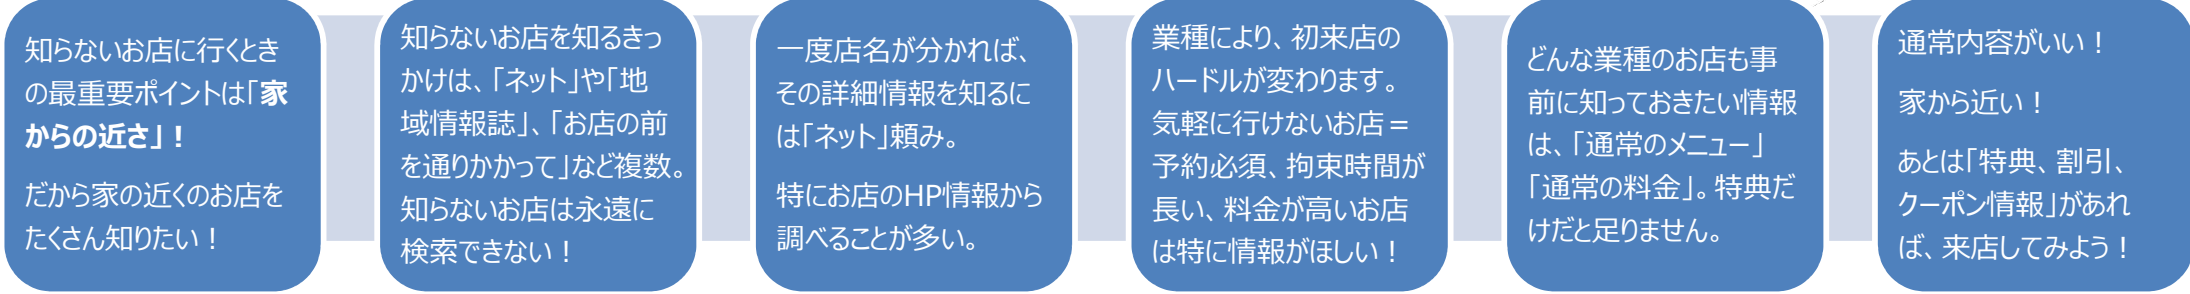 知らないお店に行くとき
の最重要ポイントは「家
からの近さ」！
だから家の近くのお店を
たくさん知りたい！
知らないお店を知るきっ
かけは、「ネット」や「地
域情報誌」、「お店の前
を通りかかって」など複数。
知らないお店は永遠に
検索できない！
一度店名が分かれば、
その詳細情報を知るに
は「ネット」頼み。
特にお店のHP情報から
調べることが多い。
業種により、初来店の
ハードルが変わります。
気軽に行けないお店＝
予約必須、拘束時間が
長い、料金が高いお店
は特に情報がほしい！
どんな業種のお店も事
前に知っておきたい情報
は、「通常のメニュー」
「通常の料金」。特典だ
けだと足りません。
通常内容がいい！
家から近い！
あとは「特典、割引、
クーポン情報」があれ
ば、来店してみよう！